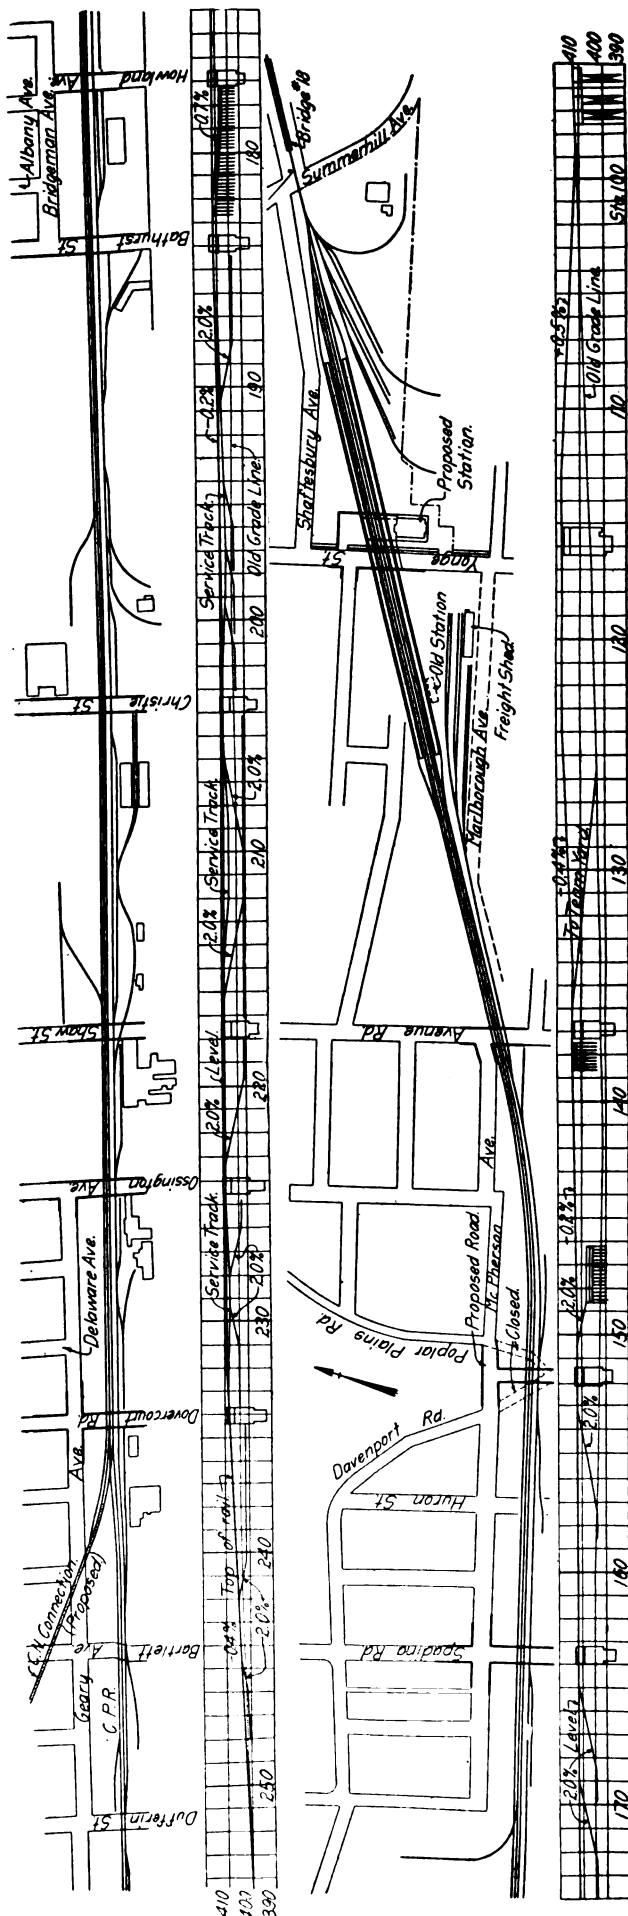 Howland Ave
Albany Ave.
Bridgeman Ave.
Bathurst St
Christie St
Shaw St.
Ossington Ave
Delaware Ave.
Dovercourt Rd
Ave.
C.N. Connection.
(Proposed)
Bartlett Ave
Geary
C.P.R.
Dufferin St
0.7%
180
2.0%
-0.2%
190
Service Track.
Old Grade Line.
200
2.0%
Service Track.
210
2.0%
Level.
220
2.0%
Service Track.
2.0%
230
Top of rail
240
.04%
2.0%
250
410
400
390
Bridge #18
Summerhill Ave.
Shaftesbury Ave.
Proposed
Station.
Yonge St
Old Station
Freight Shed.
Marlborough Ave.
Avenue Rd
Ave.
Proposed Road.
Mc Pherson
Closed.
Poplar Plains Rd.
Davenport Rd.
Huron St
Spadina Rd
410
400
390
Sta.100
+0.5%
Old Grade Line.
110
120
-0.4%
To Team Yard.
130
140
-0.2%
2.0%
150
2.0%
160
Level
2.0%
170